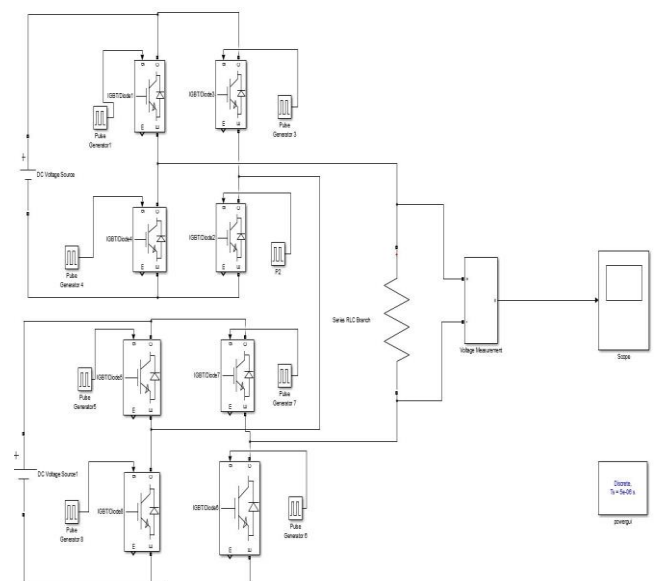 IGBT/Diode1
IGBT/Diode3
Pulse
Generator1
Pulse
Generator 3
+
DC Voltage Source
IGBT/Diode4
IGBT/Diode2
Pulse
Generator 4
P2
Series RLC Branch
Voltage Measurement
Scope
IGBT/Diode5
IGBT/Diode7
Pulse
Generator5
Pulse
Generator 7
+
DC Voltage Source1
IGBT/Diode8
IGBT/Diode6
Pulse
Generator 8
Pulse
Generator 6
Discrete,
Ts = 5e-06 s.
powergui